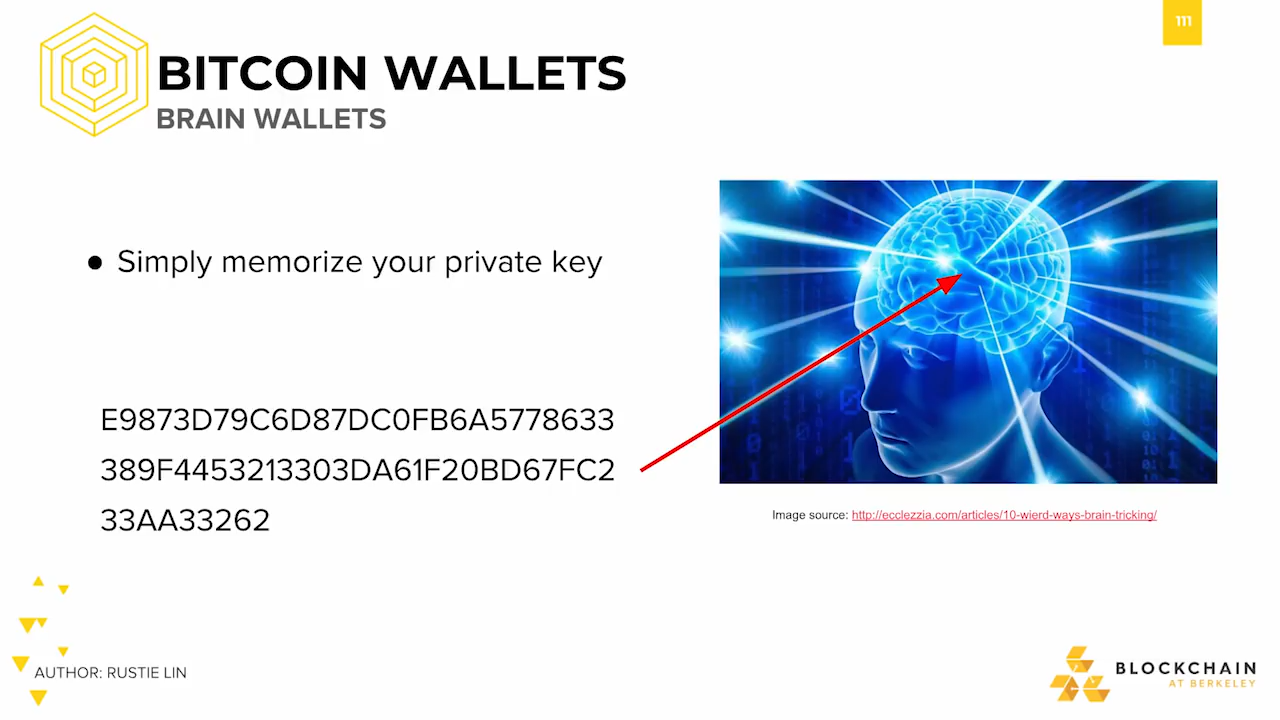 111
BITCOIN WALLETS
BRAIN WALLETS
● Simply memorize your private key
E9873D79C6D87DC0FB6A5778633
389F4453213303DA61F20BD67FC2
33AA33262
Image source: http://ecclezzia.com/articles/10-wierd-ways-brain-tricking/
AUTHOR: RUSTIE LIN
BLOCKCHAIN
AT BERKELEY